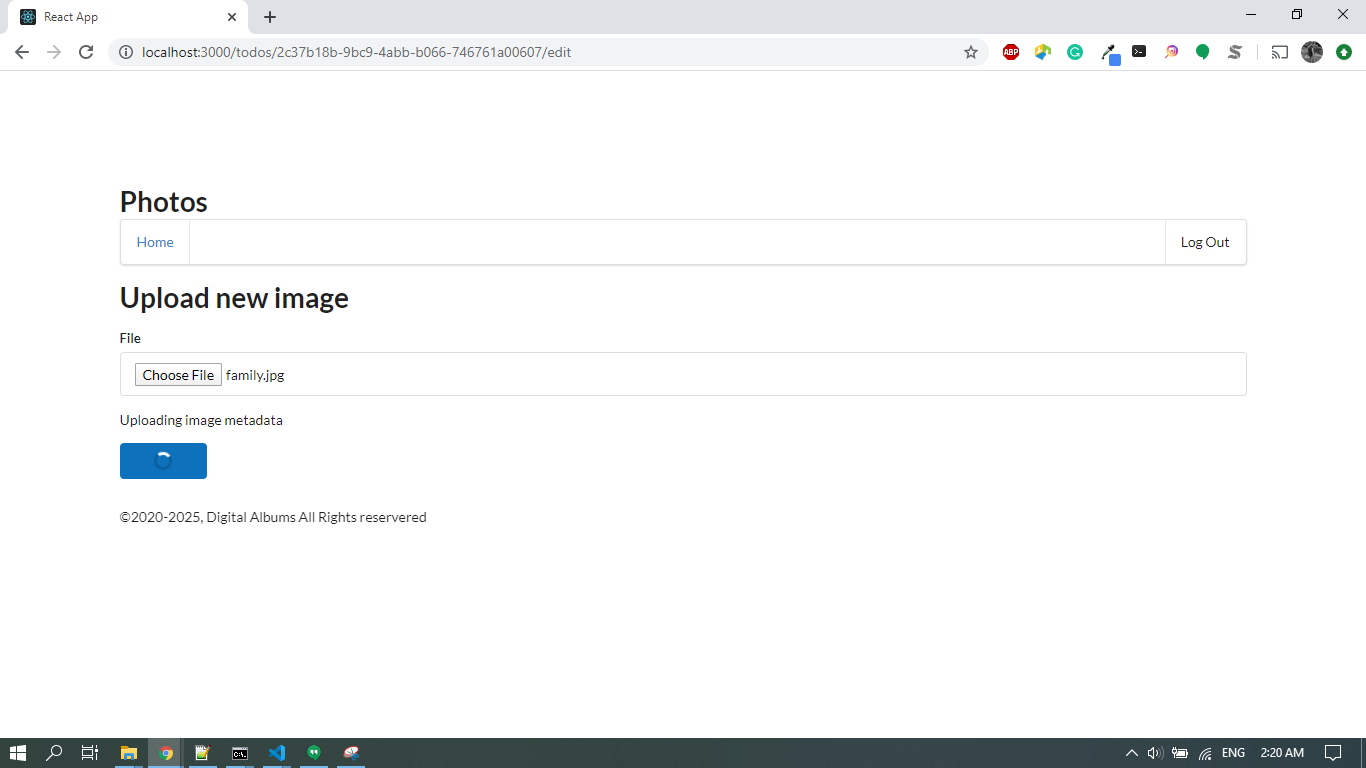 React App
localhost:3000/todos/2c37b18b-9bc9-4abb-b066-746761a00607/edit
ABP
Photos
Home
Log Out
Upload new image
File
Choose File family.jpg
Uploading image metadata
©2020-2025, Digital Albums All Rights reservered
C:\.
ENG
2:20 AM